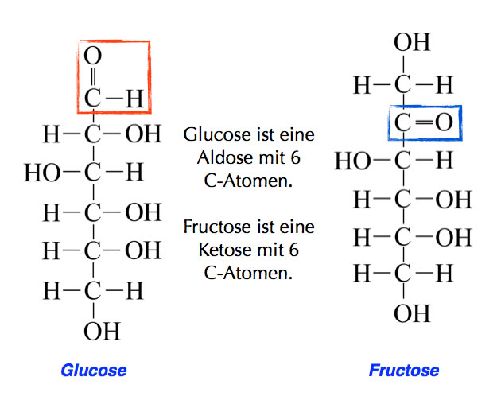 O
C–H
H–C–OH
HO–C–H
H–C–OH
H–C–OH
H–C–H
OH
Glucose
Glucose ist eine
Aldose mit 6
C-Atomen.
Fructose ist eine
Ketose mit 6
C-Atomen.
OH
H–C–H
C=O
HO–C–H
H–C–OH
H–C–OH
H–C–H
OH
Fructose